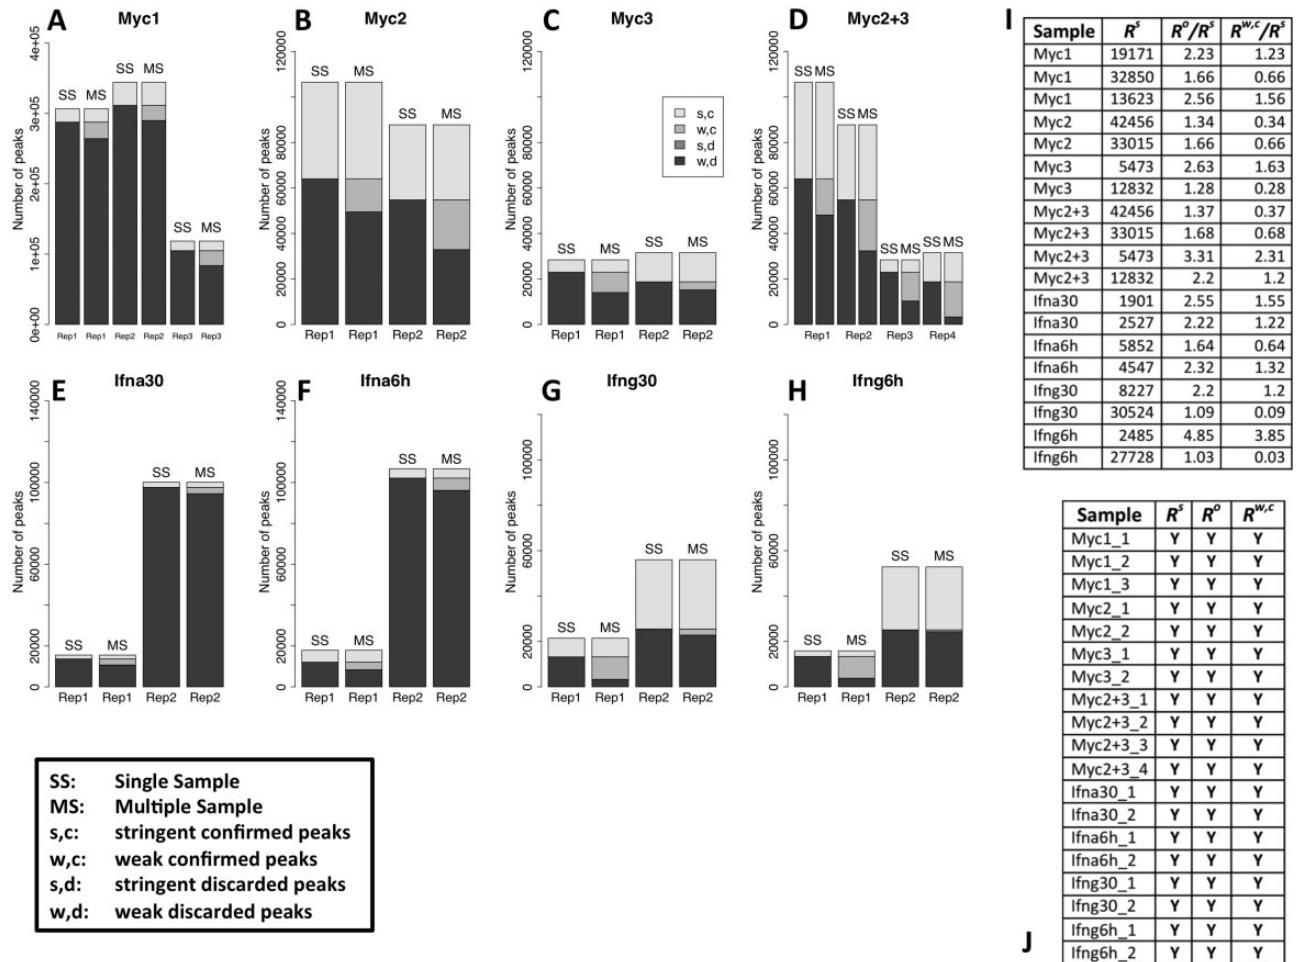 A Myc1
4e+05
3e+05
2e+05
1e+05
0e+00
Number of peaks
SS MS SS MS SS MS
Rep1 Rep1 Rep2 Rep2 Rep3 Rep3
B Myc2
120000
80000
60000
40000
20000
0
Number of peaks
SS MS SS MS
Rep1 Rep1 Rep2 Rep2
C Myc3
120000
80000
60000
40000
20000
0
Number of peaks
SS MS SS MS
s,c
w,c
s,d
w,d
Rep1 Rep1 Rep2 Rep2
D Myc2+3
120000
80000
60000
40000
20000
0
Number of peaks
SS MS SS MS SS MS SS MS
Rep1 Rep2 Rep3 Rep4
E Ifna30
140000
100000
60000
20000
0
Number of peaks
SS MS SS MS
Rep1 Rep1 Rep2 Rep2
F Ifna6h
140000
100000
60000
20000
0
Number of peaks
SS MS SS MS
Rep1 Rep1 Rep2 Rep2
G Ifng30
100000
60000
20000
0
Number of peaks
SS MS SS MS
Rep1 Rep1 Rep2 Rep2
H Ifng6h
100000
60000
20000
0
Number of peaks
SS MS SS MS
Rep1 Rep1 Rep2 Rep2
SS: Single Sample
MS: Multiple Sample
s,c: stringent confirmed peaks
w,c: weak confirmed peaks
s,d: stringent discarded peaks
w,d: weak discarded peaks
I
Sample R^s R^o/R^s R^w,c/R^s
Myc1 19171 2.23 1.23
Myc1 32850 1.66 0.66
Myc1 13623 2.56 1.56
Myc2 42456 1.34 0.34
Myc2 33015 1.66 0.66
Myc3 5473 2.63 1.63
Myc3 12832 1.28 0.28
Myc2+3 42456 1.37 0.37
Myc2+3 33015 1.68 0.68
Myc2+3 5473 3.31 2.31
Myc2+3 12832 2.2 1.2
Ifna30 1901 2.55 1.55
Ifna30 2527 2.22 1.22
Ifna6h 5852 1.64 0.64
Ifna6h 4547 2.32 1.32
Ifng30 8227 2.2 1.2
Ifng30 30524 1.09 0.09
Ifng6h 2485 4.85 3.85
Ifng6h 27728 1.03 0.03
J
Sample R^s R^o R^w,c
Myc1_1 Y Y Y
Myc1_2 Y Y Y
Myc1_3 Y Y Y
Myc2_1 Y Y Y
Myc2_2 Y Y Y
Myc3_1 Y Y Y
Myc3_2 Y Y Y
Myc2+3_1 Y Y Y
Myc2+3_2 Y Y Y
Myc2+3_3 Y Y Y
Myc2+3_4 Y Y Y
Ifna30_1 Y Y Y
Ifna30_2 Y Y Y
Ifna6h_1 Y Y Y
Ifna6h_2 Y Y Y
Ifng30_1 Y Y Y
Ifng30_2 Y Y Y
Ifng6h_1 Y Y Y
Ifng6h_2 Y Y Y